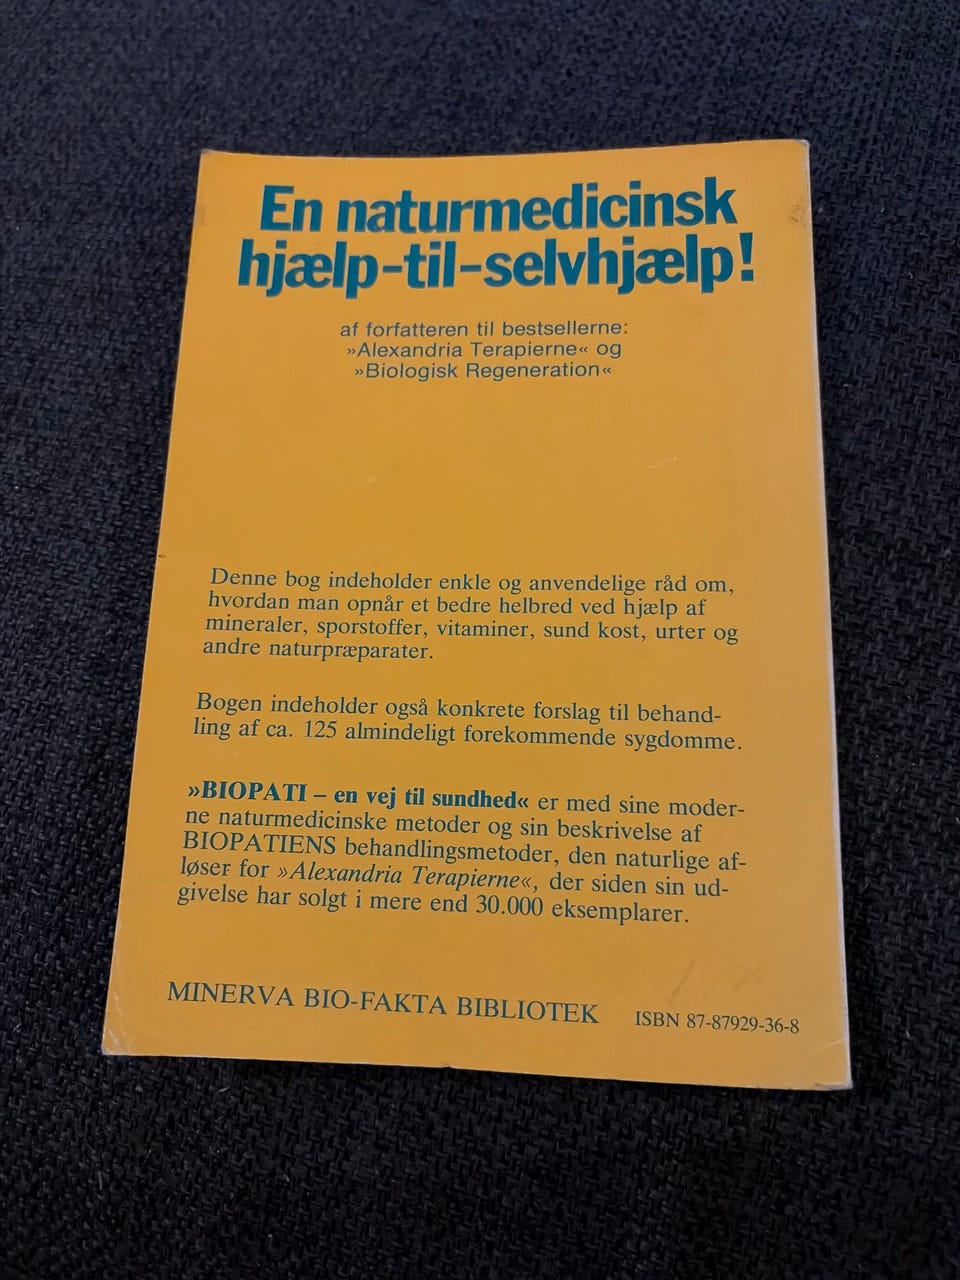 En naturmedicinsk
hjælp-til-selvhjælp!
af forfatteren til bestsellerne:
»Alexandria Terapierne« og
»Biologisk Regeneration«
Denne bog indeholder enkle og anvendelige råd om,
hvordan man opnår et bedre helbred ved hjælp af
mineraler, sporstoffer, vitaminer, sund kost, urter og
andre naturpræparater.
Bogen indeholder også konkrete forslag til behand-
ling af ca. 125 almindeligt forekommende sygdomme.
»BIOPATI – en vej til sundhed« er med sine moder-
ne naturmedicinske metoder og sin beskrivelse af
BIOPATIENS behandlingsmetoder, den naturlige af-
løser for »Alexandria Terapierne«, der siden sin ud-
givelse har solgt i mere end 30.000 eksemplarer.
MINERVA BIO-FAKTA BIBLIOTEK
ISBN 87-87929-36-8